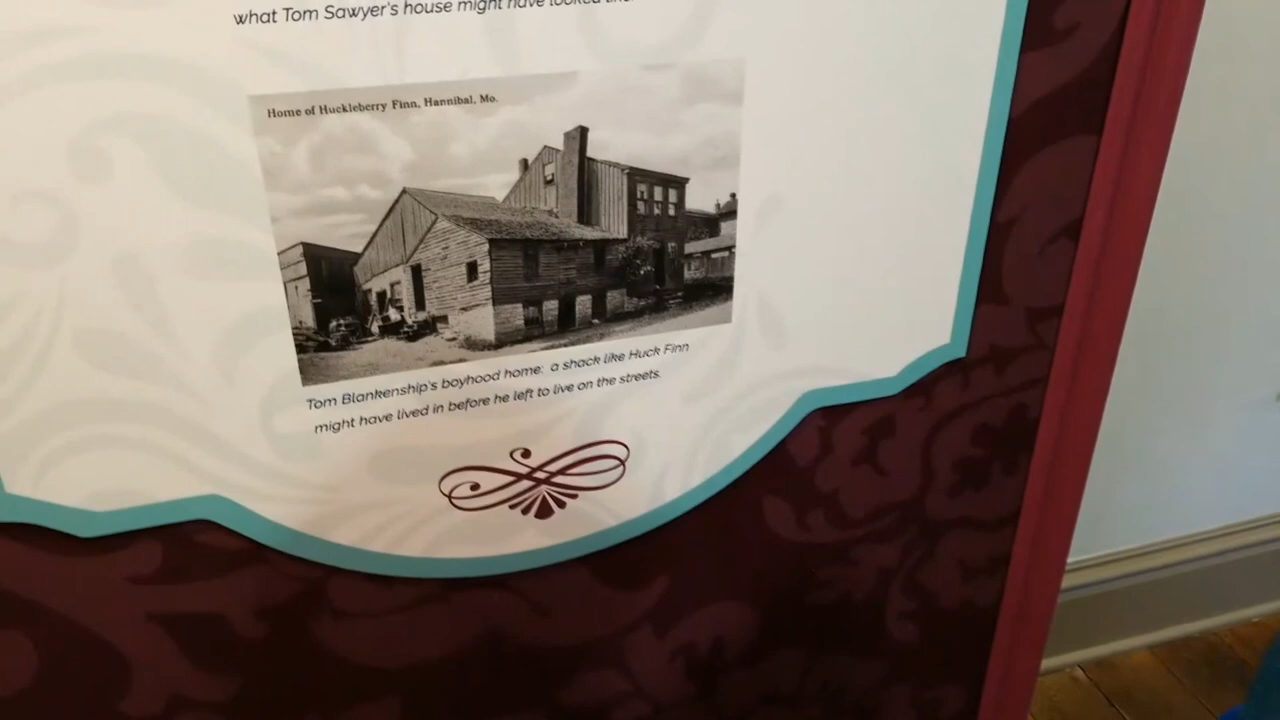 what Tom Sawyer's house might have looked like.
Home of Huckleberry Finn, Hannibal, Mo.
Tom Blankenship's boyhood home: a shack like Huck Finn
might have lived in before he left to live on the streets.